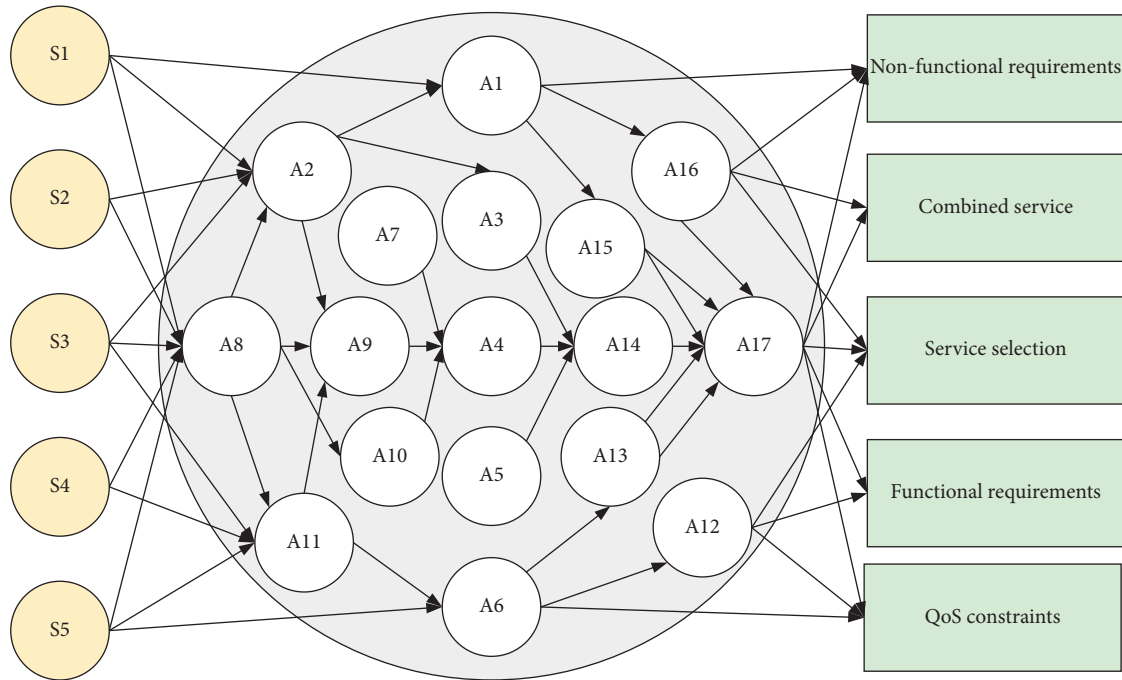 S1
S2
S3
S4
S5
A1
A2
A16
A3
A7
A15
A8
A9
A4
A14
A17
A10
A5
A13
A11
A12
A6
Non-functional requirements
Combined service
Service selection
Functional requirements
QoS constraints